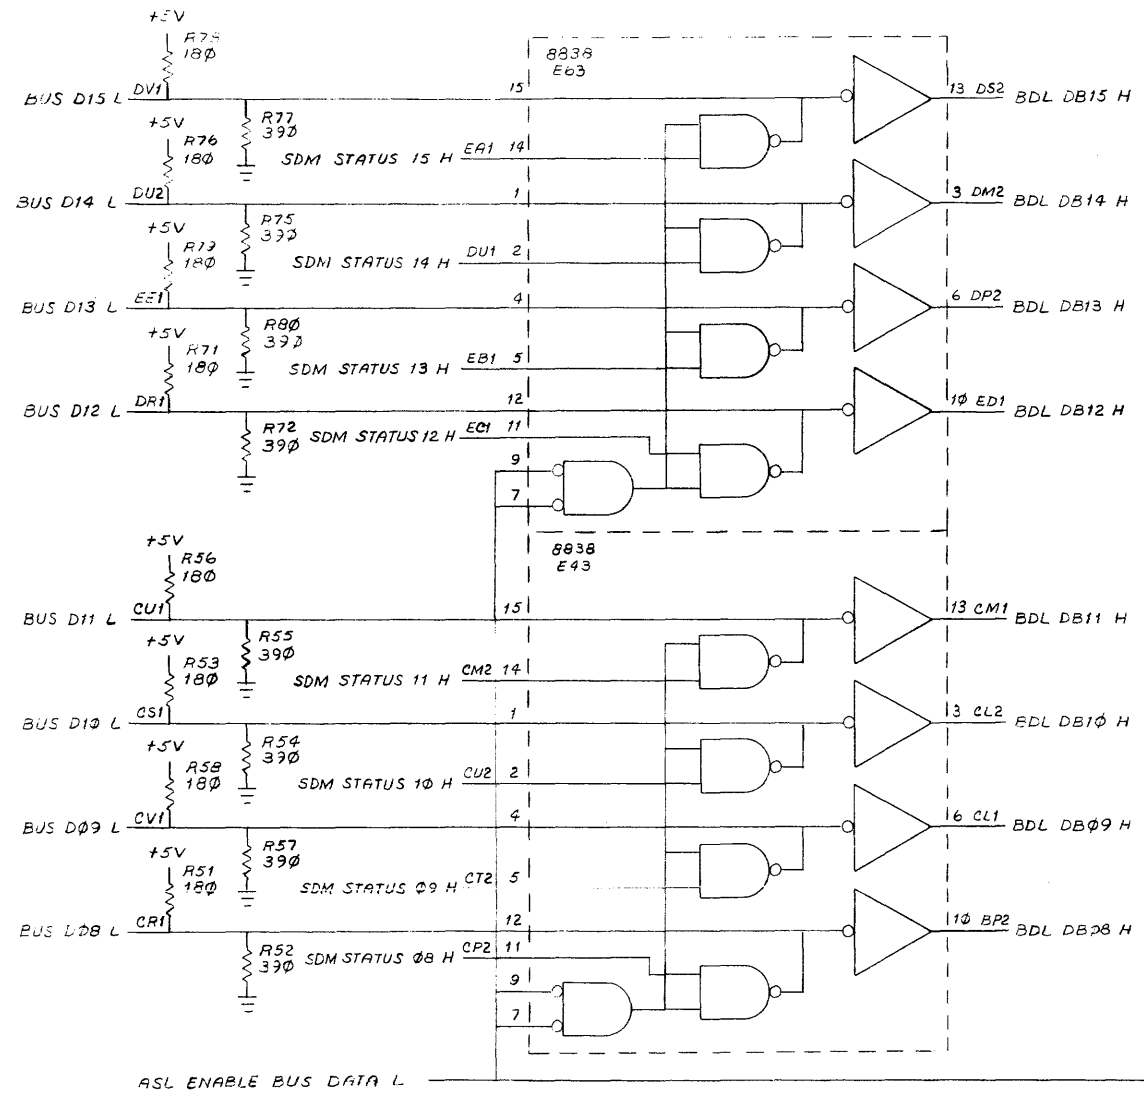 +5V
R78
180
8838
E63
BUS D15 L DV1 15 13 DS2 BDL DB15 H
+5V
R77
390
R76
180
SDM STATUS 15 H EA1 14
BUS D14 L DU2 1 3 DM2 BDL DB14 H
+5V
R75
390
R79
180
SDM STATUS 14 H DU1 2
BUS D13 L EE1 4 6 DP2 BDL DB13 H
+5V
R80
390
R71
180
SDM STATUS 13 H EB1 5
BUS D12 L DR1 12 10 ED1 BDL DB12 H
R72
390
SDM STATUS 12 H EC1 11
9
7
+5V
R56
180
8838
E43
BUS D11 L CU1 15 13 CM1 BDL DB11 H
+5V
R55
390
R53
180
SDM STATUS 11 H CM2 14
BUS D10 L CS1 1 3 CL2 BDL DB10 H
+5V
R54
390
R58
180
SDM STATUS 10 H CU2 2
BUS D09 L CV1 4 6 CL1 BDL DB09 H
+5V
R57
390
R51
180
SDM STATUS 09 H CT2 5
BUS D08 L CR1 12 10 BP2 BDL DB08 H
R52
390
SDM STATUS 08 H CP2 11
9
7
ASL ENABLE BUS DATA L